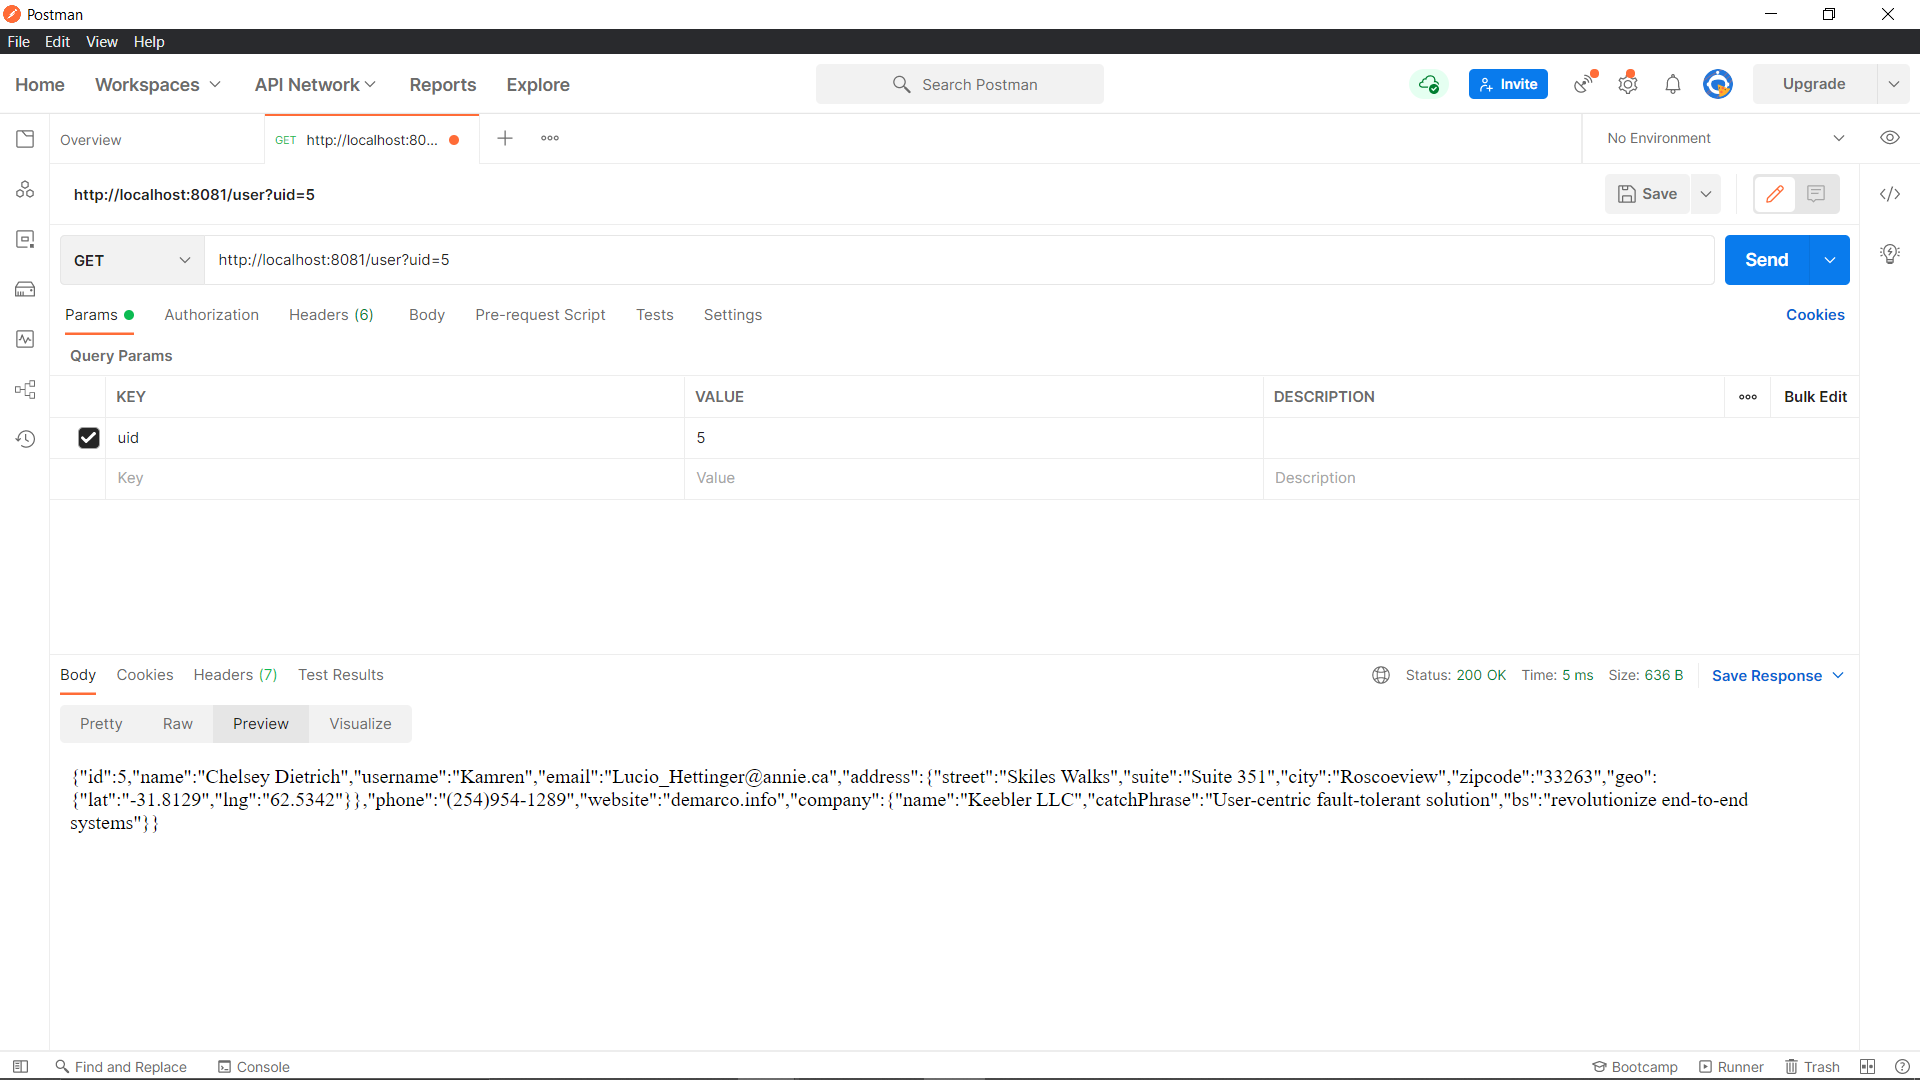 Postman
File Edit View Help
Home Workspaces API Network Reports Explore Search Postman Invite Upgrade
Overview GET http://localhost:80... No Environment
http://localhost:8081/user?uid=5 Save
GET http://localhost:8081/user?uid=5 Send
Params Authorization Headers (6) Body Pre-request Script Tests Settings Cookies
Query Params
KEY VALUE DESCRIPTION Bulk Edit
uid 5
Key Value Description
Body Cookies Headers (7) Test Results Status: 200 OK Time: 5 ms Size: 636 B Save Response
Pretty Raw Preview Visualize
{"id":5,"name":"Chelsey Dietrich","username":"Kamren","email":"Lucio_Hettinger@annie.ca","address":{"street":"Skiles Walks","suite":"Suite 351","city":"Roscoeview","zipcode":"33263","geo":
{"lat":"-31.8129","lng":"62.5342"}},"phone":"(254)954-1289","website":"demarco.info","company":{"name":"Keebler LLC","catchPhrase":"User-centric fault-tolerant solution","bs":"revolutionize end-to-end
systems"}}
Find and Replace Console Bootcamp Runner Trash